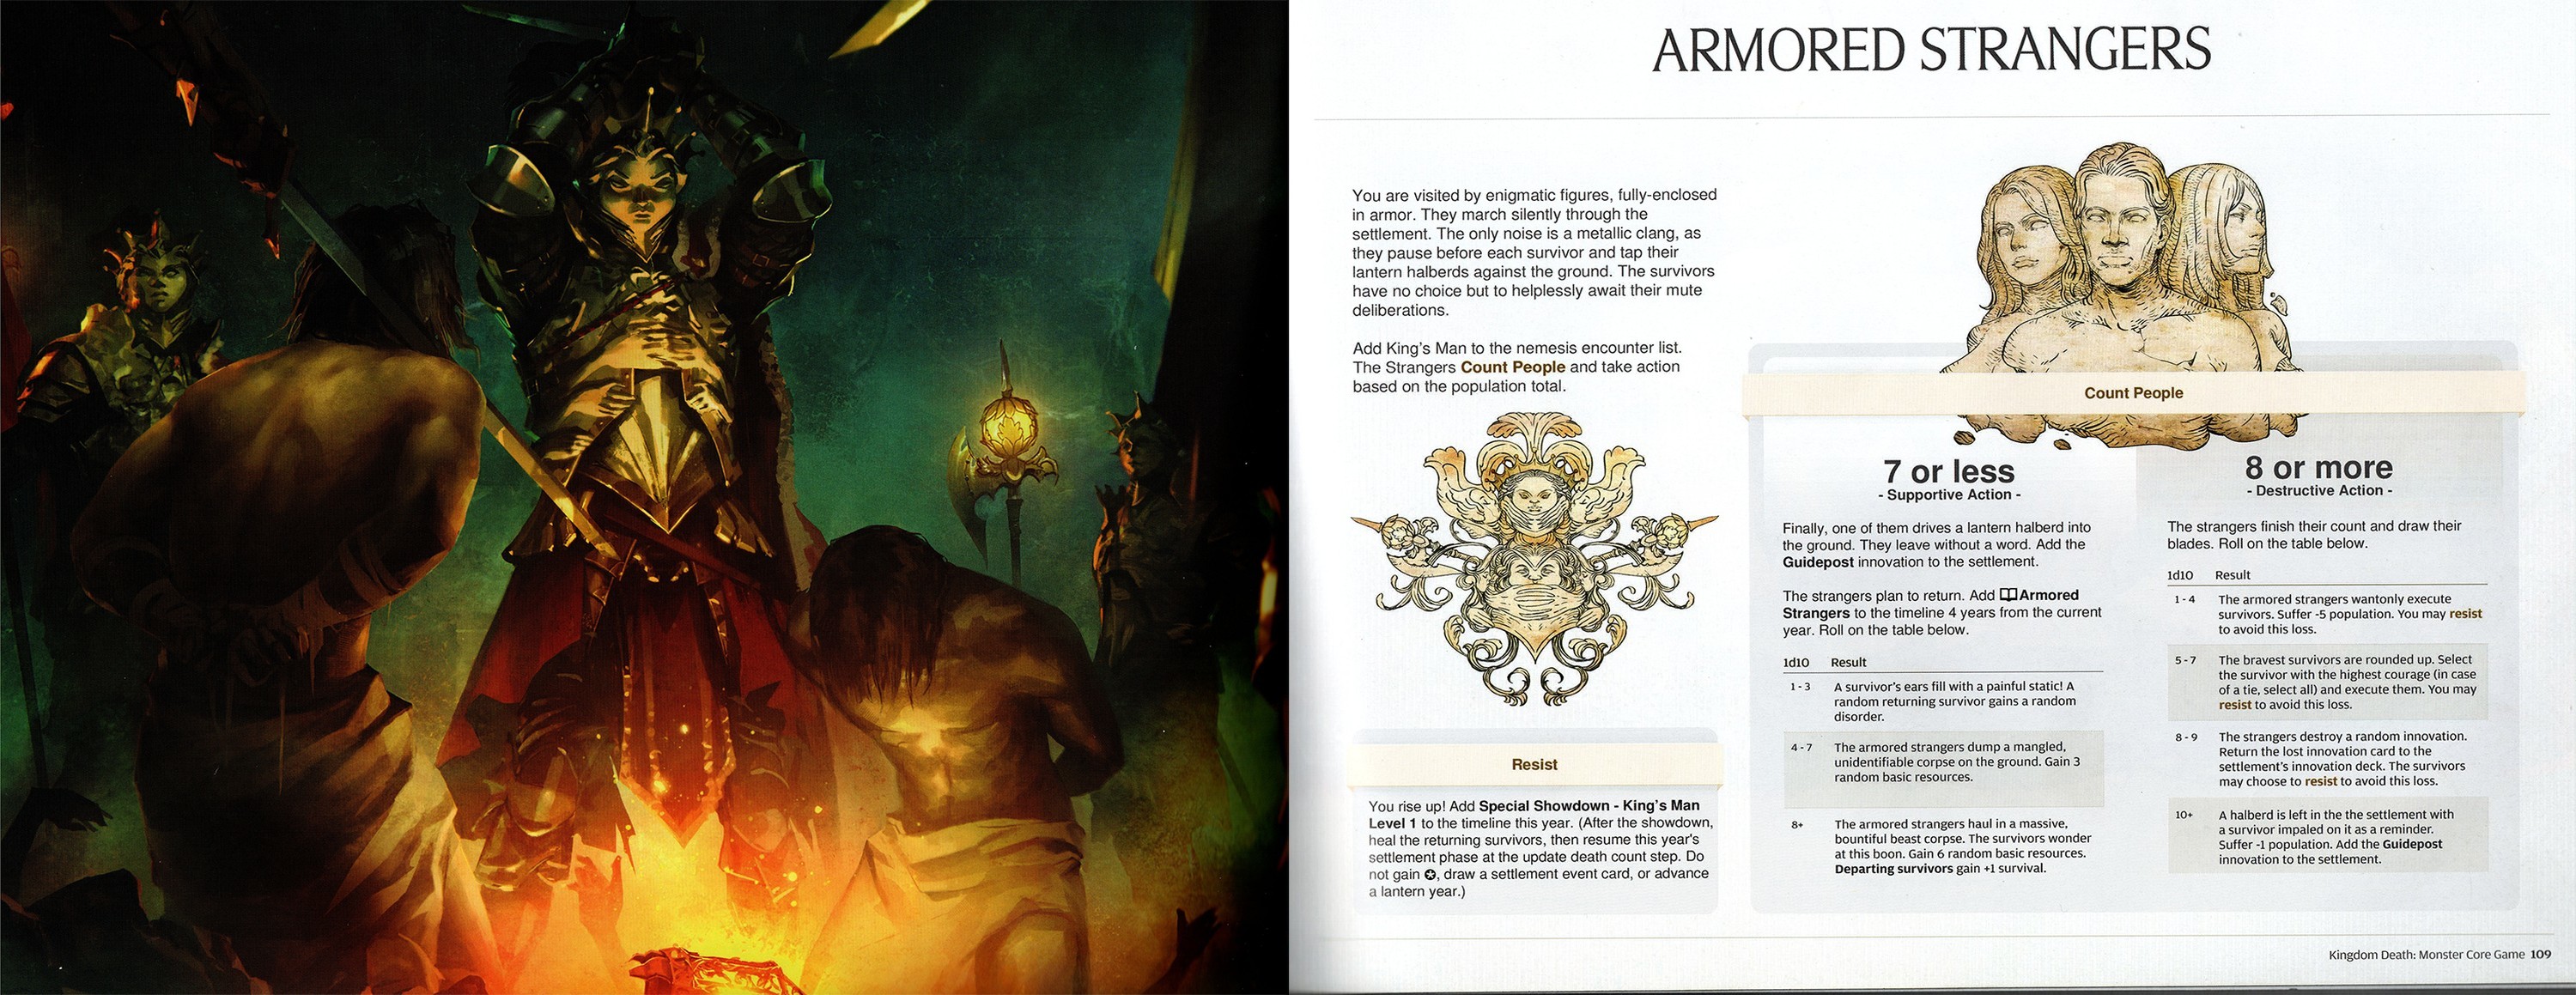 ARMORED STRANGERS
You are visited by enigmatic figures, fully-enclosed
in armor. They march silently through the
settlement. The only noise is a metallic clang, as
they pause before each survivor and tap their
lantern halberds against the ground. The survivors
have no choice but to helplessly await their mute
deliberations.
Add King's Man to the nemesis encounter list.
The Strangers Count People and take action
based on the population total.
Resist
You rise up! Add Special Showdown - King's Man
Level 1 to the timeline this year. (After the showdown,
heal the returning survivors, then resume this year's
settlement phase at the update death count step. Do
not gain ✪, draw a settlement event card, or advance
a lantern year.)
Count People
7 or less
- Supportive Action -
Finally, one of them drives a lantern halberd into
the ground. They leave without a word. Add the
Guidepost innovation to the settlement.
The strangers plan to return. Add Armored
Strangers to the timeline 4 years from the current
year. Roll on the table below.
1d10 Result
1 - 3 A survivor's ears fill with a painful static! A
random returning survivor gains a random
disorder.
4 - 7 The armored strangers dump a mangled,
unidentifiable corpse on the ground. Gain 3
random basic resources.
8+ The armored strangers haul in a massive,
bountiful beast corpse. The survivors wonder
at this boon. Gain 6 random basic resources.
Departing survivors gain +1 survival.
8 or more
- Destructive Action -
The strangers finish their count and draw their
blades. Roll on the table below.
1d10 Result
1 - 4 The armored strangers wantonly execute
survivors. Suffer -5 population. You may resist
to avoid this loss.
5 - 7 The bravest survivors are rounded up. Select
the survivor with the highest courage (in case
of a tie, select all) and execute them. You may
resist to avoid this loss.
8 - 9 The strangers destroy a random innovation.
Return the lost innovation card to the
settlement's innovation deck. The survivors
may choose to resist to avoid this loss.
10+ A halberd is left in the the settlement with
a survivor impaled on it as a reminder.
Suffer -1 population. Add the Guidepost
innovation to the settlement.
Kingdom Death: Monster Core Game 109